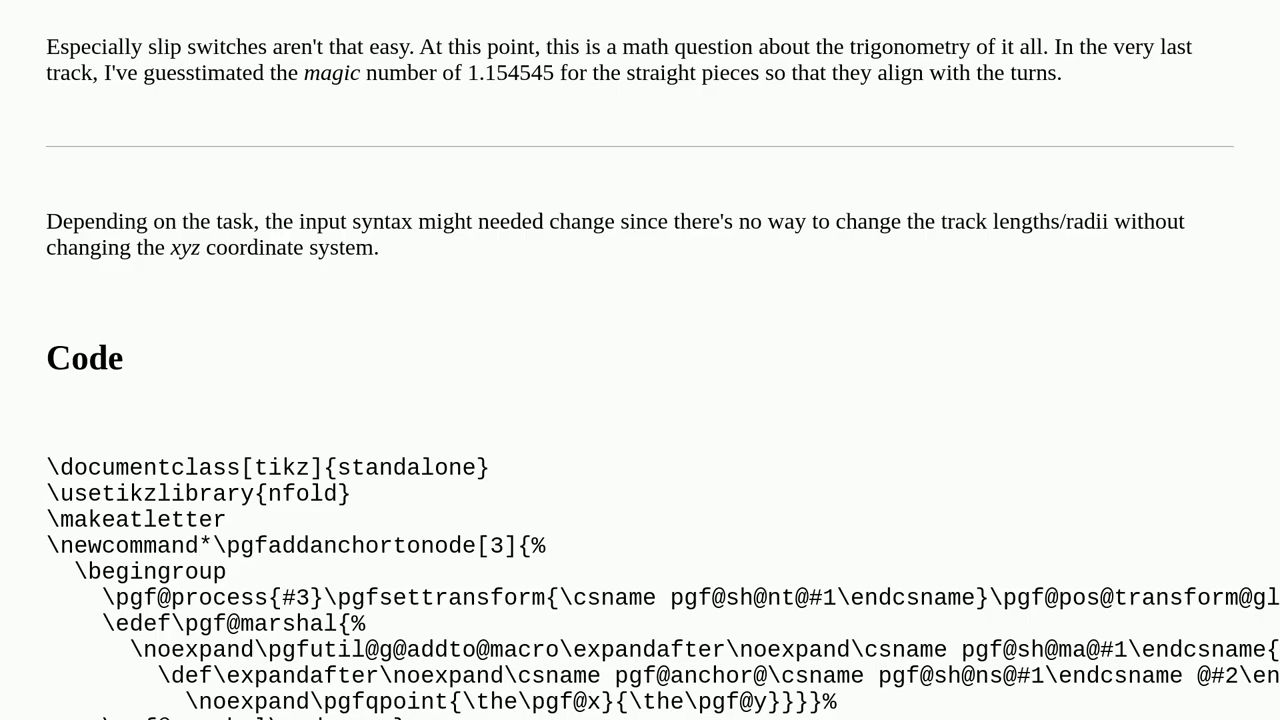 Especially slip switches aren't that easy. At this point, this is a math question about the trigonometry of it all. In the very last
track, I've guesstimated the magic number of 1.154545 for the straight pieces so that they align with the turns.
Depending on the task, the input syntax might needed change since there's no way to change the track lengths/radii without
changing the xyz coordinate system.
Code
\documentclass[tikz]{standalone}
\usetikzlibrary{nfold}
\makeatletter
\newcommand*\pgfaddanchortonode[3]{%
  \begingroup
    \pgf@process{#3}\pgfsettransform{\csname pgf@sh@nt@#1\endcsname}\pgf@pos@transform@gl
    \edef\pgf@marshal{%
      \noexpand\pgfutil@g@addto@macro\expandafter\noexpand\csname pgf@sh@ma@#1\endcsname{
        \def\expandafter\noexpand\csname pgf@anchor@\csname pgf@sh@ns@#1\endcsname @#2\en
          \noexpand\pgfqpoint{\the\pgf@x}{\the\pgf@y}}}}%